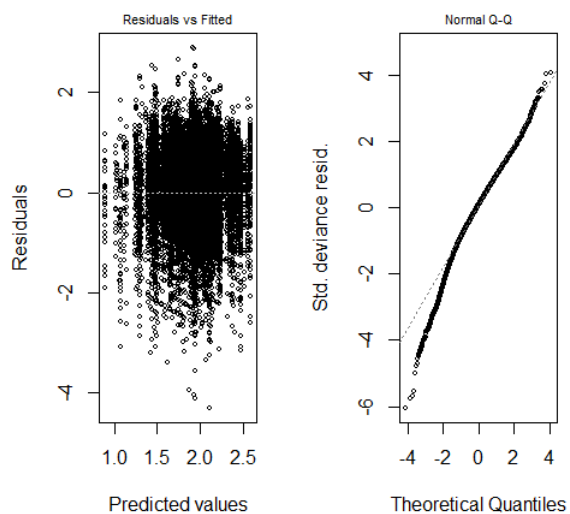 Residuals vs Fitted
Residuals
2
0
-2
-4
1.0 1.5 2.0 2.5
Predicted values
Normal Q-Q
Std. deviance resid.
4
2
0
-2
-4
-6
-4 -2 0 2 4
Theoretical Quantiles